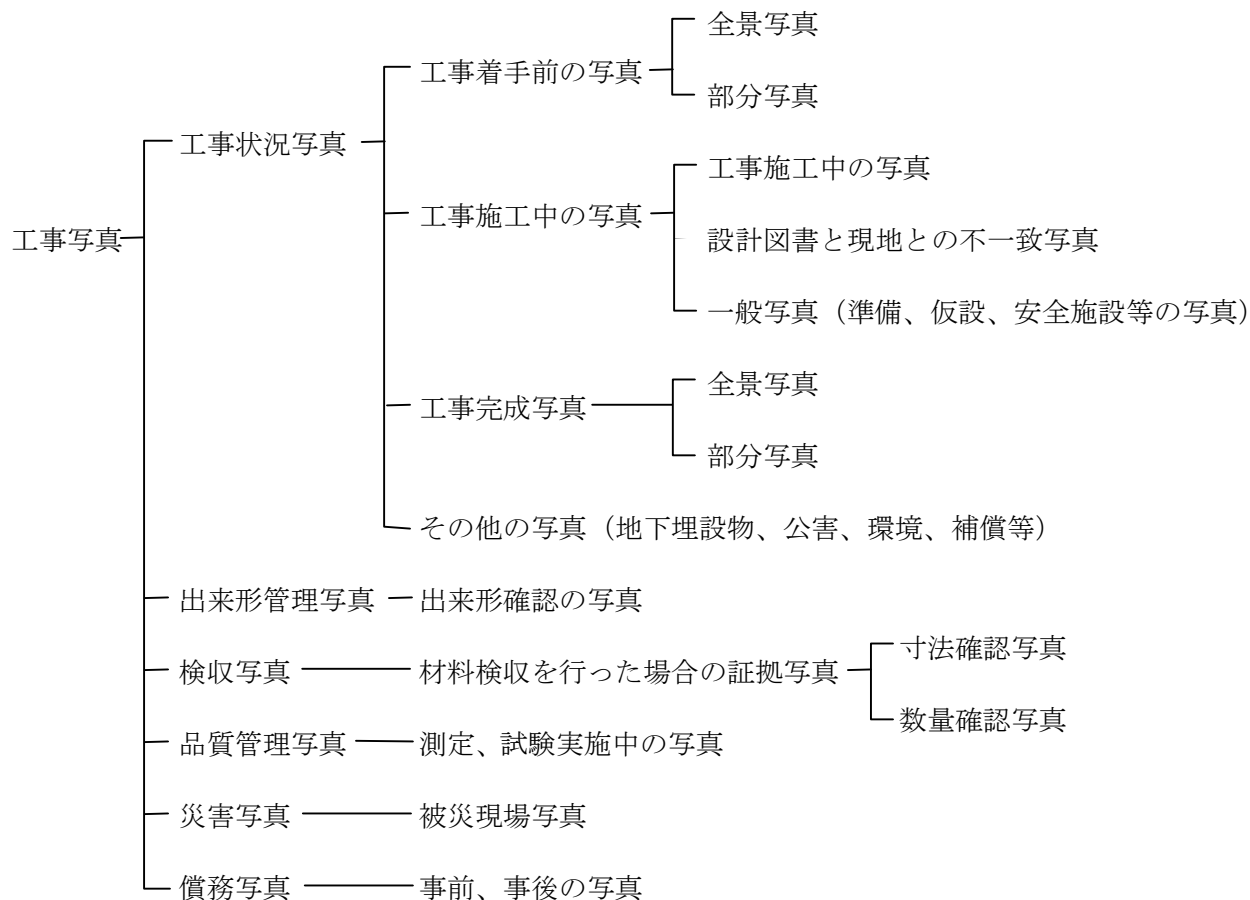 全景写真
工事着手前の写真
部分写真
工事状況写真
工事施工中の写真
工事施工中の写真
工事写真
設計図書と現地との不一致写真
一般写真（準備、仮設、安全施設等の写真）
全景写真
工事完成写真
部分写真
その他の写真（地下埋設物、公害、環境、補償等）
出来形管理写真
出来形確認の写真
寸法確認写真
検収写真
材料検収を行った場合の証拠写真
数量確認写真
品質管理写真
測定、試験実施中の写真
災害写真
被災現場写真
償務写真
事前、事後の写真